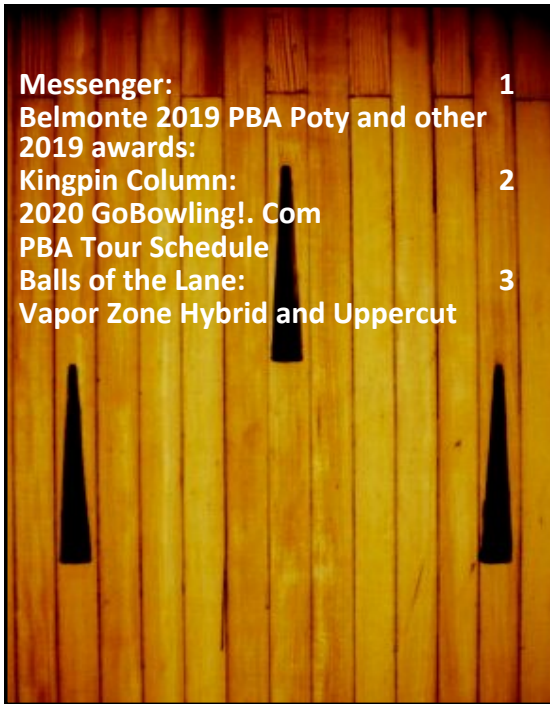 Messenger: 1
Belmonte 2019 PBA Poty and other
2019 awards:
Kingpin Column: 2
2020 GoBowling!. Com
PBA Tour Schedule
Balls of the Lane: 3
Vapor Zone Hybrid and Uppercut